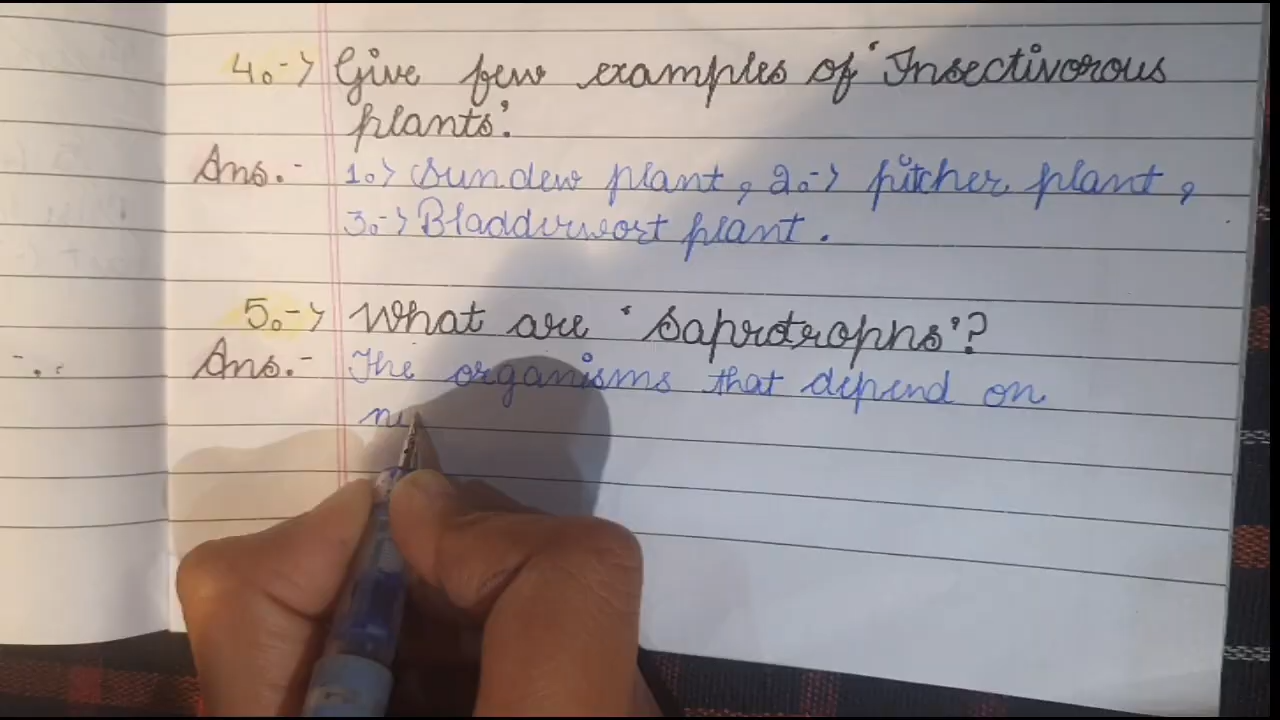 4.-> Give few examples of 'Insectivorous
plants'.
Ans.- 1.> Sundew plant, 2.-> pitcher plant,
3.-> Bladderwort plant.
5.-> What are 'Saprotrophs'?
Ans.- The organisms that depend on